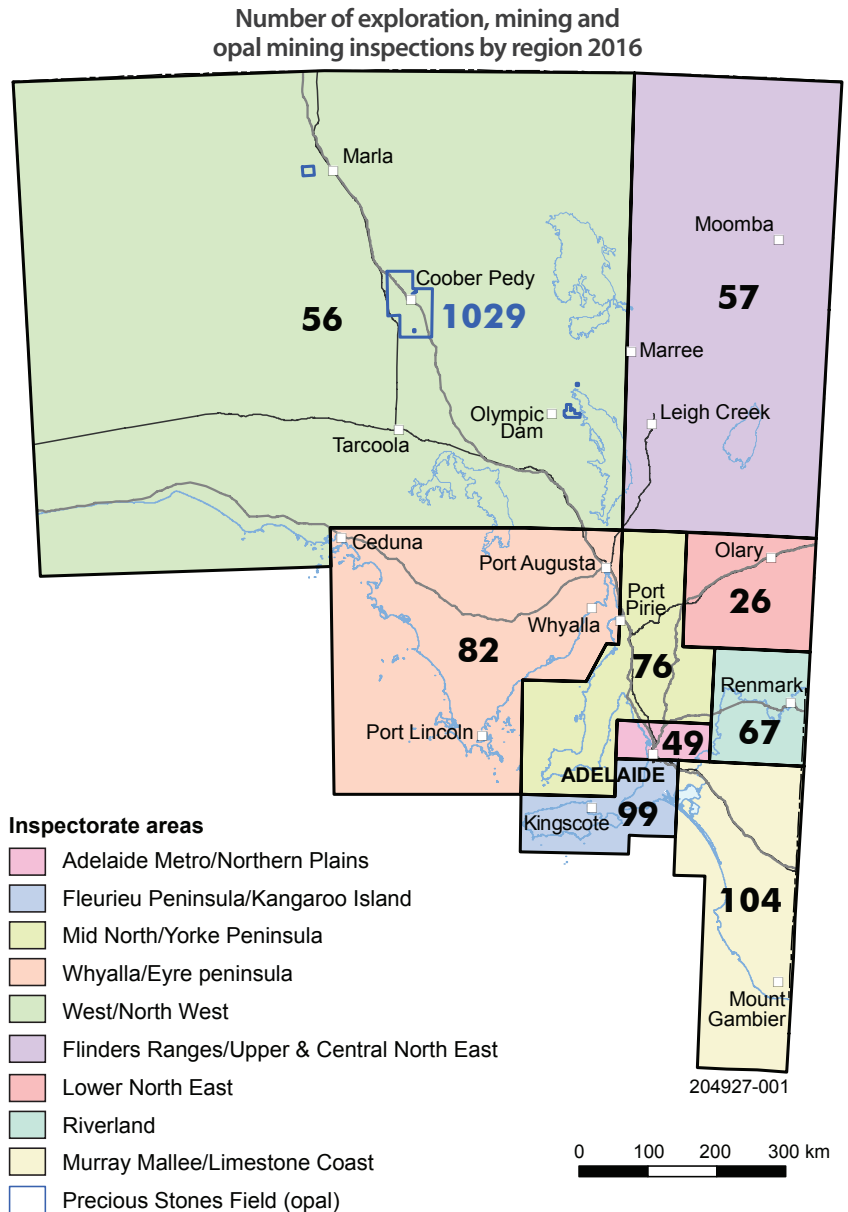 Number of exploration, mining and
opal mining inspections by region 2016
Marla
Moomba
Coober Pedy
56
1029
57
Marree
Olympic
Dam
Leigh Creek
Tarcoola
Ceduna
Port Augusta
Olary
Port
Pirie
26
Whyalla
82
76
Renmark
Port Lincoln
49
67
ADELAIDE
Kingscote
99
104
Mount
Gambier
204927-001
Inspectorate areas
Adelaide Metro/Northern Plains
Fleurieu Peninsula/Kangaroo Island
Mid North/Yorke Peninsula
Whyalla/Eyre peninsula
West/North West
Flinders Ranges/Upper & Central North East
Lower North East
Riverland
Murray Mallee/Limestone Coast
Precious Stones Field (opal)
0 100 200 300 km